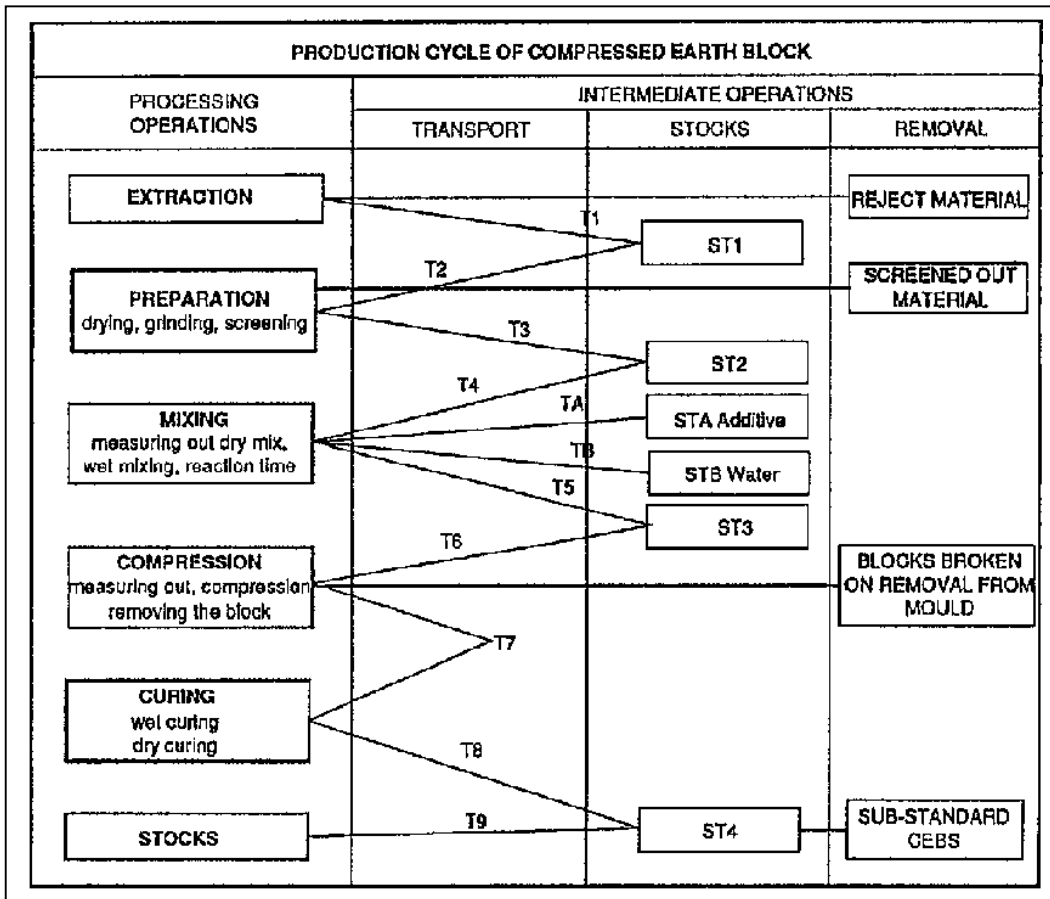 PRODUCTION CYCLE OF COMPRESSED EARTH BLOCK
PROCESSING
OPERATIONS
INTERMEDIATE OPERATIONS
TRANSPORT
STOCKS
REMOVAL
EXTRACTION
REJECT MATERIAL
T1
ST1
T2
PREPARATION
drying, grinding, screening
SCREENED OUT
MATERIAL
T3
ST2
T4
MIXING
measuring out dry mix,
wet mixing, reaction time
TA
STA Additive
TB
STB Water
T5
ST3
T6
COMPRESSION
measuring out, compression
removing the block
BLOCKS BROKEN
ON REMOVAL FROM
MOULD
T7
CURING
wet curing
dry curing
T8
STOCKS
T9
ST4
SUB-STANDARD
CEBS